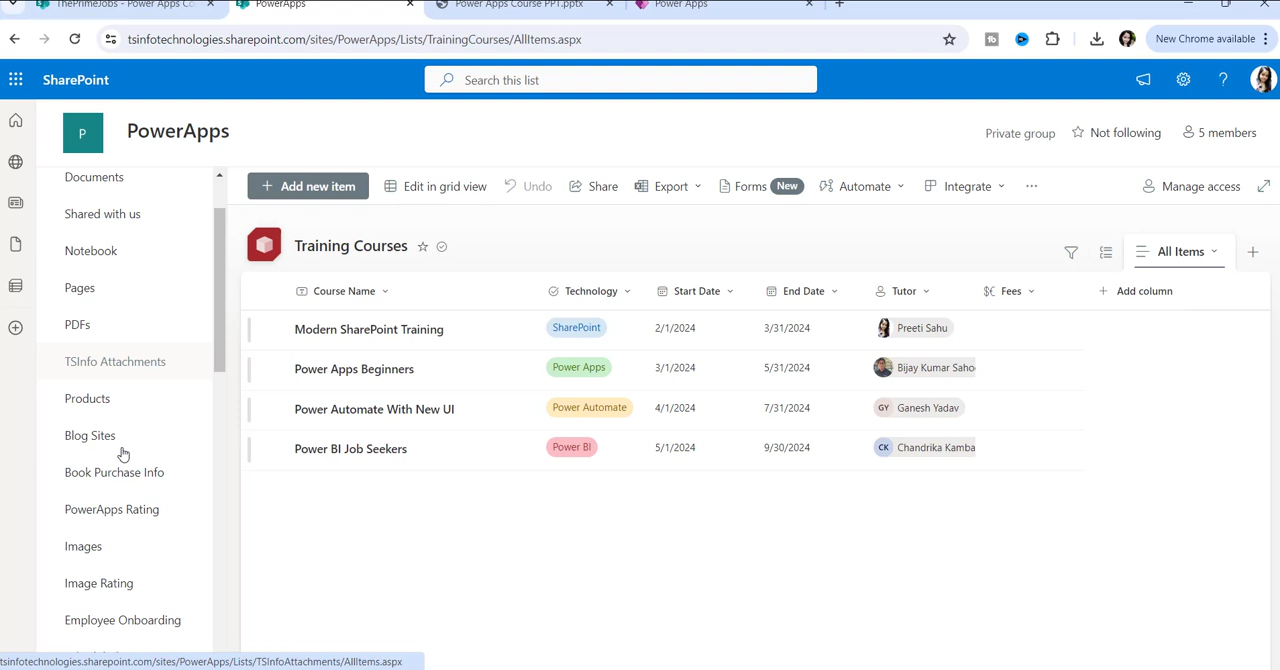 ThePrimeJobs - Power Apps Co
PowerApps
Power Apps Course PPT.pptx
Power Apps
tsinfotechnologies.sharepoint.com/sites/PowerApps/Lists/TrainingCourses/AllItems.aspx
New Chrome available
SharePoint
Search this list
P
PowerApps
Private group
Not following
5 members
Documents
Shared with us
Notebook
Pages
PDFs
TSInfo Attachments
Products
Blog Sites
Book Purchase Info
PowerApps Rating
Images
Image Rating
Employee Onboarding
+ Add new item
Edit in grid view
Undo
Share
Export
Forms New
Automate
Integrate
Manage access
Training Courses
All Items
Course Name Technology Start Date End Date Tutor Fees + Add column
Modern SharePoint Training SharePoint 2/1/2024 3/31/2024 Preeti Sahu
Power Apps Beginners Power Apps 3/1/2024 5/31/2024 Bijay Kumar Saho
Power Automate With New UI Power Automate 4/1/2024 7/31/2024 GY Ganesh Yadav
Power BI Job Seekers Power BI 5/1/2024 9/30/2024 CK Chandrika Kamba
tsinfotechnologies.sharepoint.com/sites/PowerApps/Lists/TSInfoAttachments/AllItems.aspx